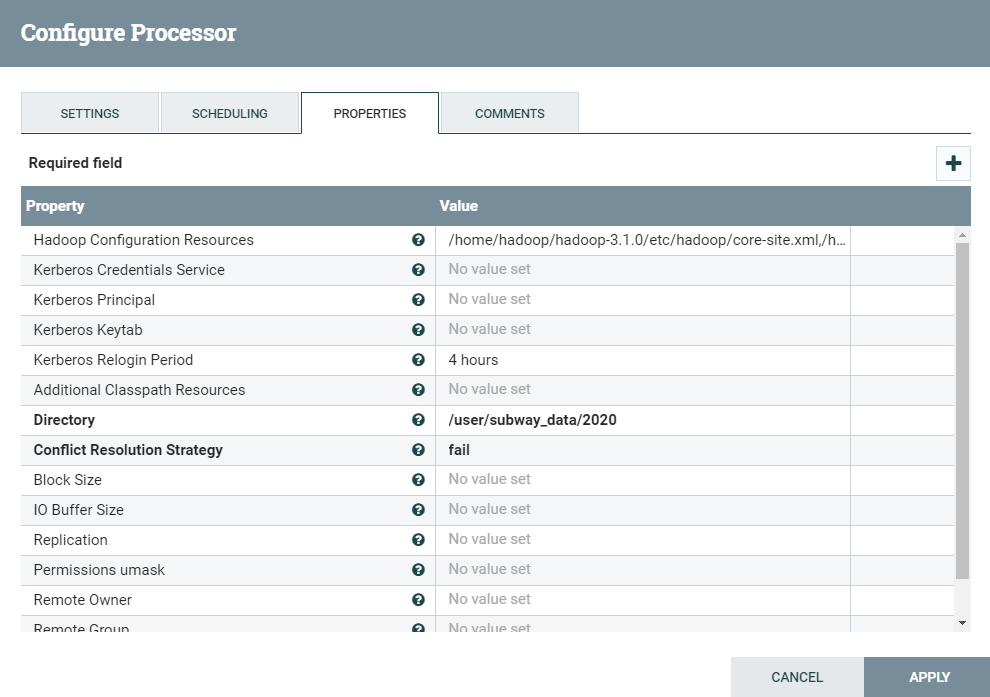 Configure Processor
SETTINGS SCHEDULING PROPERTIES COMMENTS
Required field
Property Value
Hadoop Configuration Resources /home/hadoop/hadoop-3.1.0/etc/hadoop/core-site.xml,/h...
Kerberos Credentials Service No value set
Kerberos Principal No value set
Kerberos Keytab No value set
Kerberos Relogin Period 4 hours
Additional Classpath Resources No value set
Directory /user/subway_data/2020
Conflict Resolution Strategy fail
Block Size No value set
IO Buffer Size No value set
Replication No value set
Permissions umask No value set
Remote Owner No value set
Remote Group No value set
CANCEL APPLY